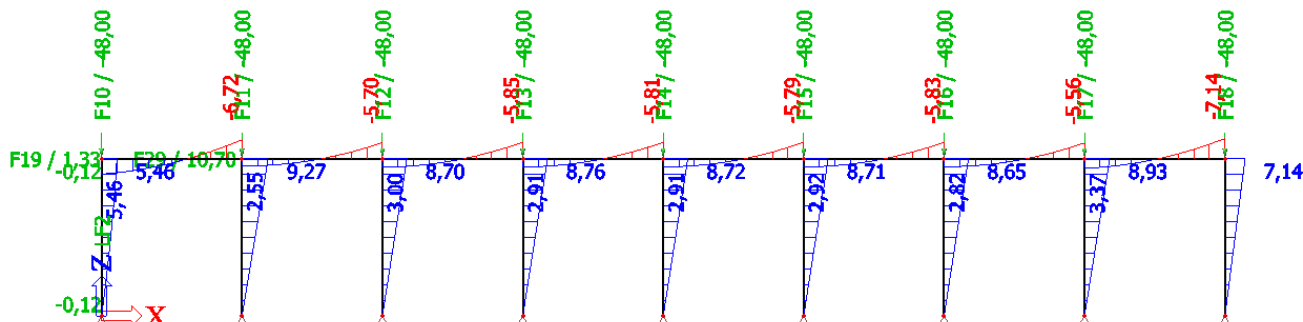 F10 / -48,00
F11 / -48,00
F12 / -48,00
F13 / -48,00
F14 / -48,00
F15 / -48,00
F16 / -48,00
F17 / -48,00
F18 / -48,00
-6,72
-5,70
-5,85
-5,81
-5,79
-5,83
-5,56
-7,14
F19 / 1,33
F29 / 10,70
-0,12
5,46
9,27
8,70
8,76
8,72
8,71
8,65
8,93
7,14
5,46
2,55
3,00
2,91
2,91
2,92
2,82
3,37
LF2
Z
-0,12
X